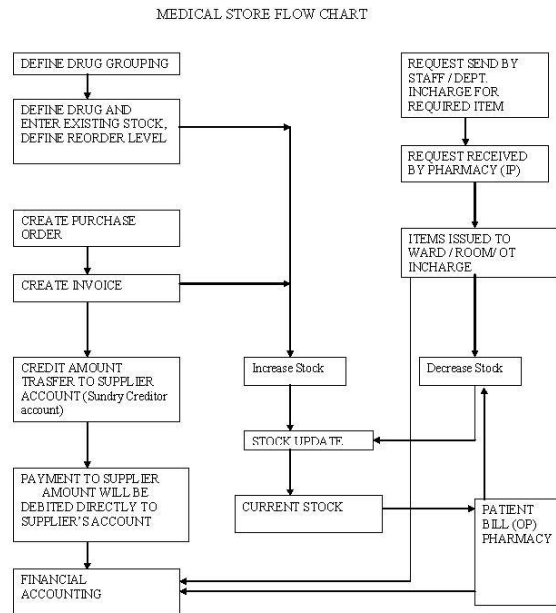 MEDICAL STORE FLOW CHART
DEFINE DRUG GROUPING
DEFINE DRUG AND
ENTER EXISTING STOCK,
DEFINE REORDER LEVEL
CREATE PURCHASE
ORDER
CREATE INVOICE
CREDIT AMOUNT
TRASFER TO SUPPLIER
ACCOUNT (Sundry Creditor
account)
PAYMENT TO SUPPLIER
AMOUNT WILL BE
DEBITED DIRECTLY TO
SUPPLIER'S ACCOUNT
FINANCIAL
ACCOUNTING
Increase Stock
STOCK UPDATE
CURRENT STOCK
REQUEST SEND BY
STAFF / DEPT.
INCHARGE FOR
REQUIRED ITEM
REQUEST RECEIVED
BY PHARMACY (IP)
ITEMS ISSUED TO
WARD / ROOM/ OT
INCHARGE
Decrease Stock
PATIENT
BILL (OP)
PHARMACY